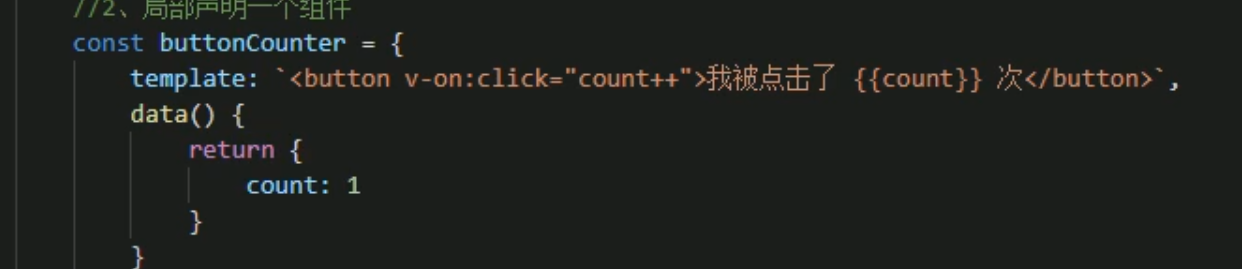 //2、局部声明一个组件
const buttonCounter = {
template: `<button v-on:click="count++">我被点击了 {{count}} 次</button>`,
data() {
return {
count: 1
}
}